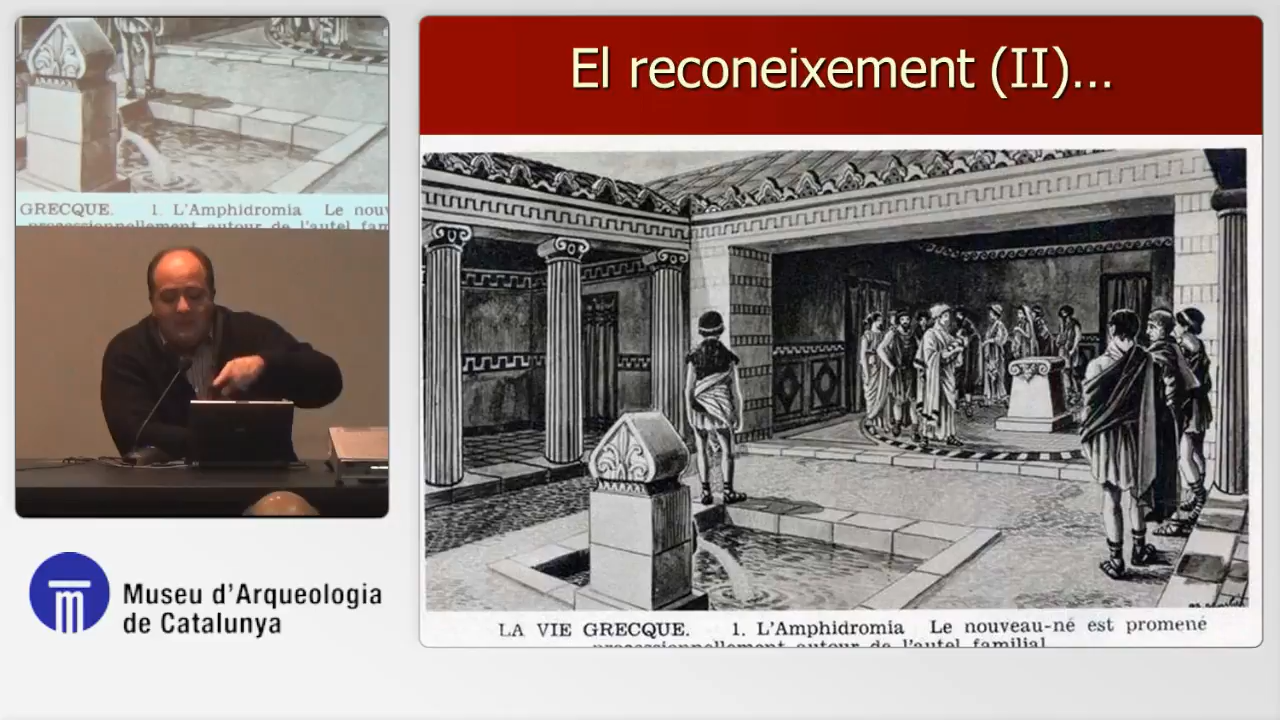 El reconeixement (II)...
GRECQUE. 1. L'Amphidromia Le nouv
processionnellement autour de l'autel fam
Museu d'Arqueologia
de Catalunya
LA VIE GRECQUE. 1. L'Amphidromia Le nouveau-né est promené
processionnellement autour de l'autel familial